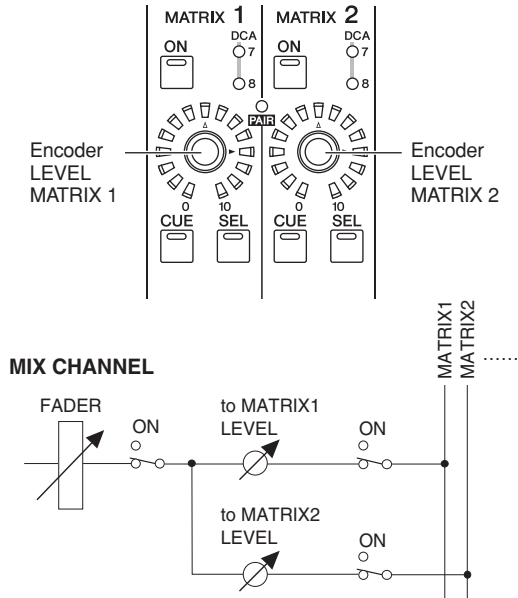 MATRIX 1 MATRIX 2
DCA DCA
ON 7 ON 7
8 8
PAIR
Encoder
LEVEL
MATRIX 1
Encoder
LEVEL
MATRIX 2
0 10 0 10
CUE SEL CUE SEL
MATRIX1
MATRIX2
......
MIX CHANNEL
FADER
ON
to MATRIX1
LEVEL
ON
to MATRIX2
LEVEL
ON